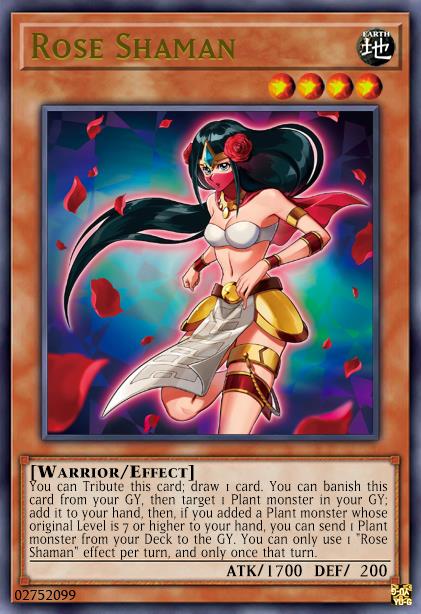 Rose Shaman
EARTH
地
[Warrior/Effect]
You can Tribute this card; draw 1 card. You can banish this
card from your GY, then target 1 Plant monster in your GY;
add it to your hand, then, if you added a Plant monster whose
original Level is 7 or higher to your hand, you can send 1 Plant
monster from your Deck to the GY. You can only use 1 "Rose
Shaman" effect per turn, and only once that turn.
ATK/1700 DEF/ 200
02752099